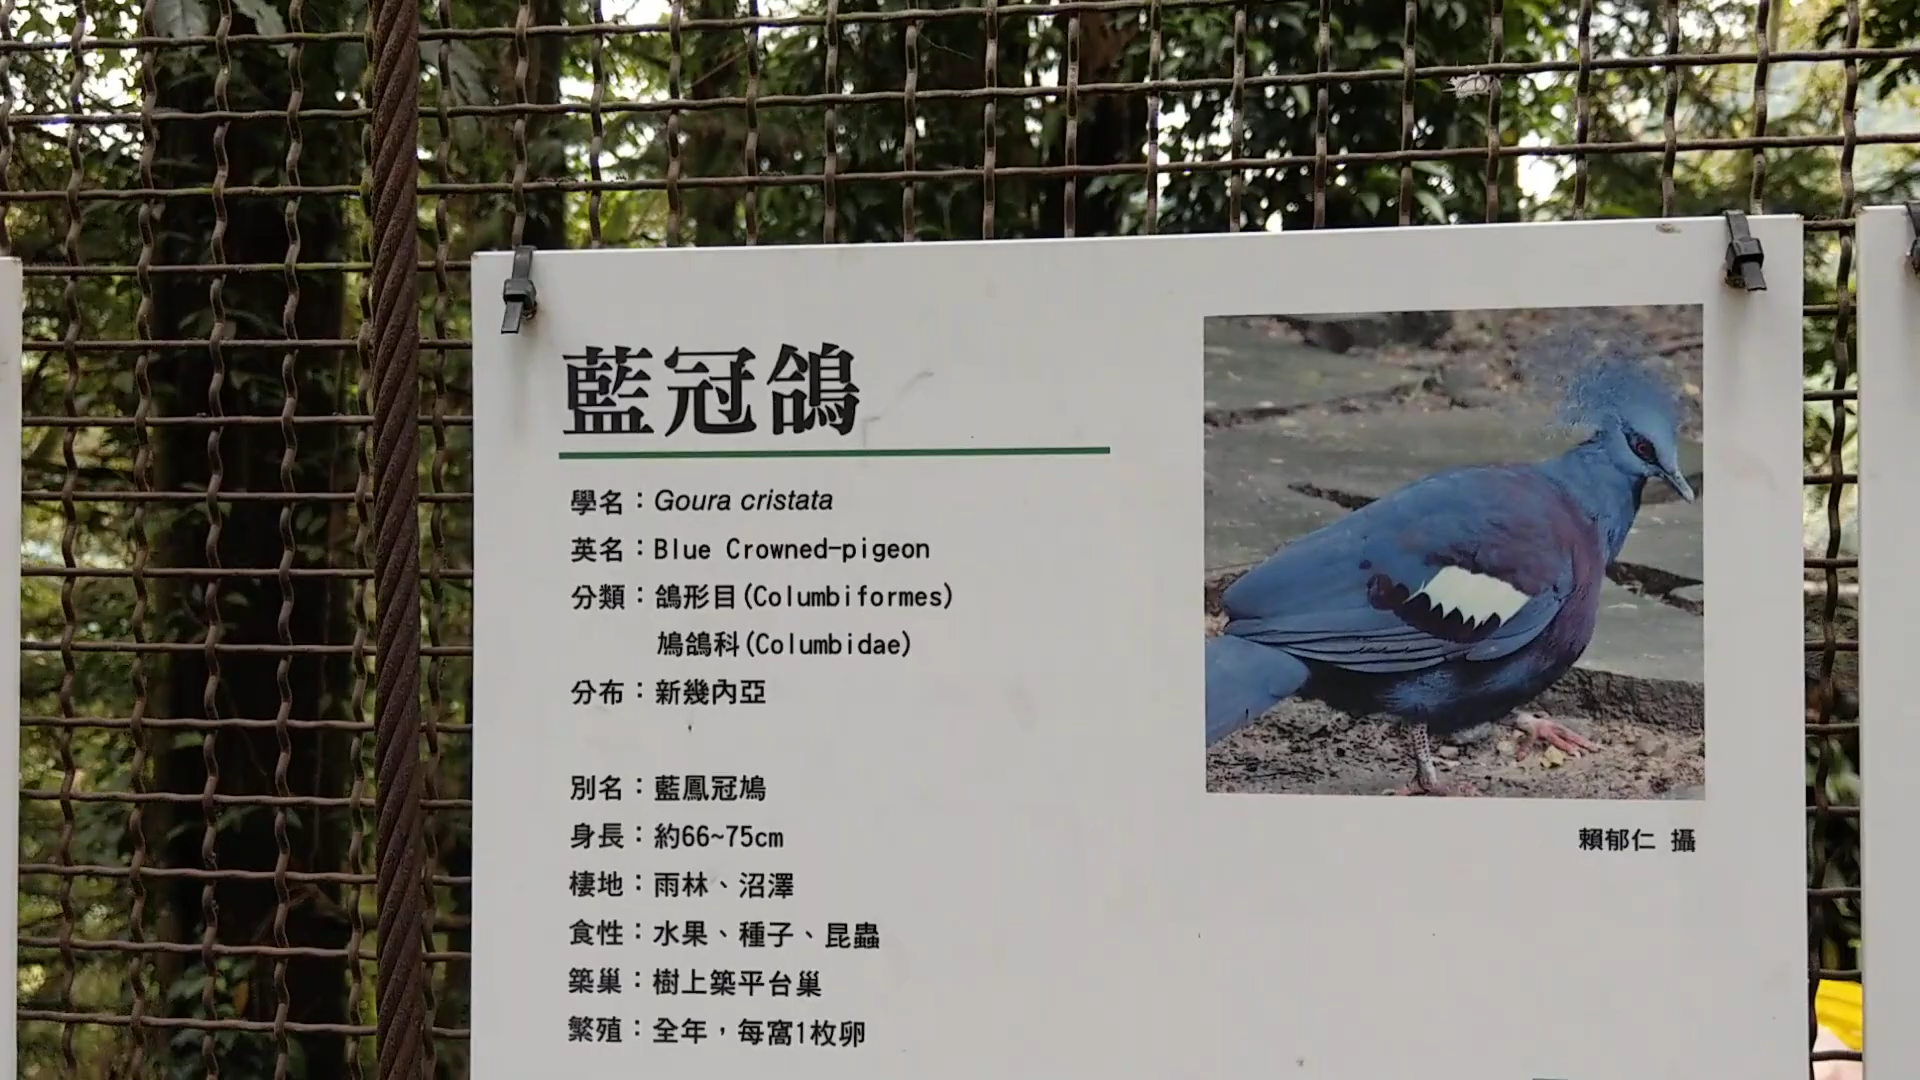 藍冠鴿
學名：Goura cristata
英名：Blue Crowned-pigeon
分類：鴿形目(Columbiformes)
鳩鴿科(Columbidae)
分布：新幾內亞
別名：藍鳳冠鳩
身長：約66~75cm
棲地：雨林、沼澤
食性：水果、種子、昆蟲
築巢：樹上築平台巢
繁殖：全年，每窩1枚卵
賴郁仁 攝